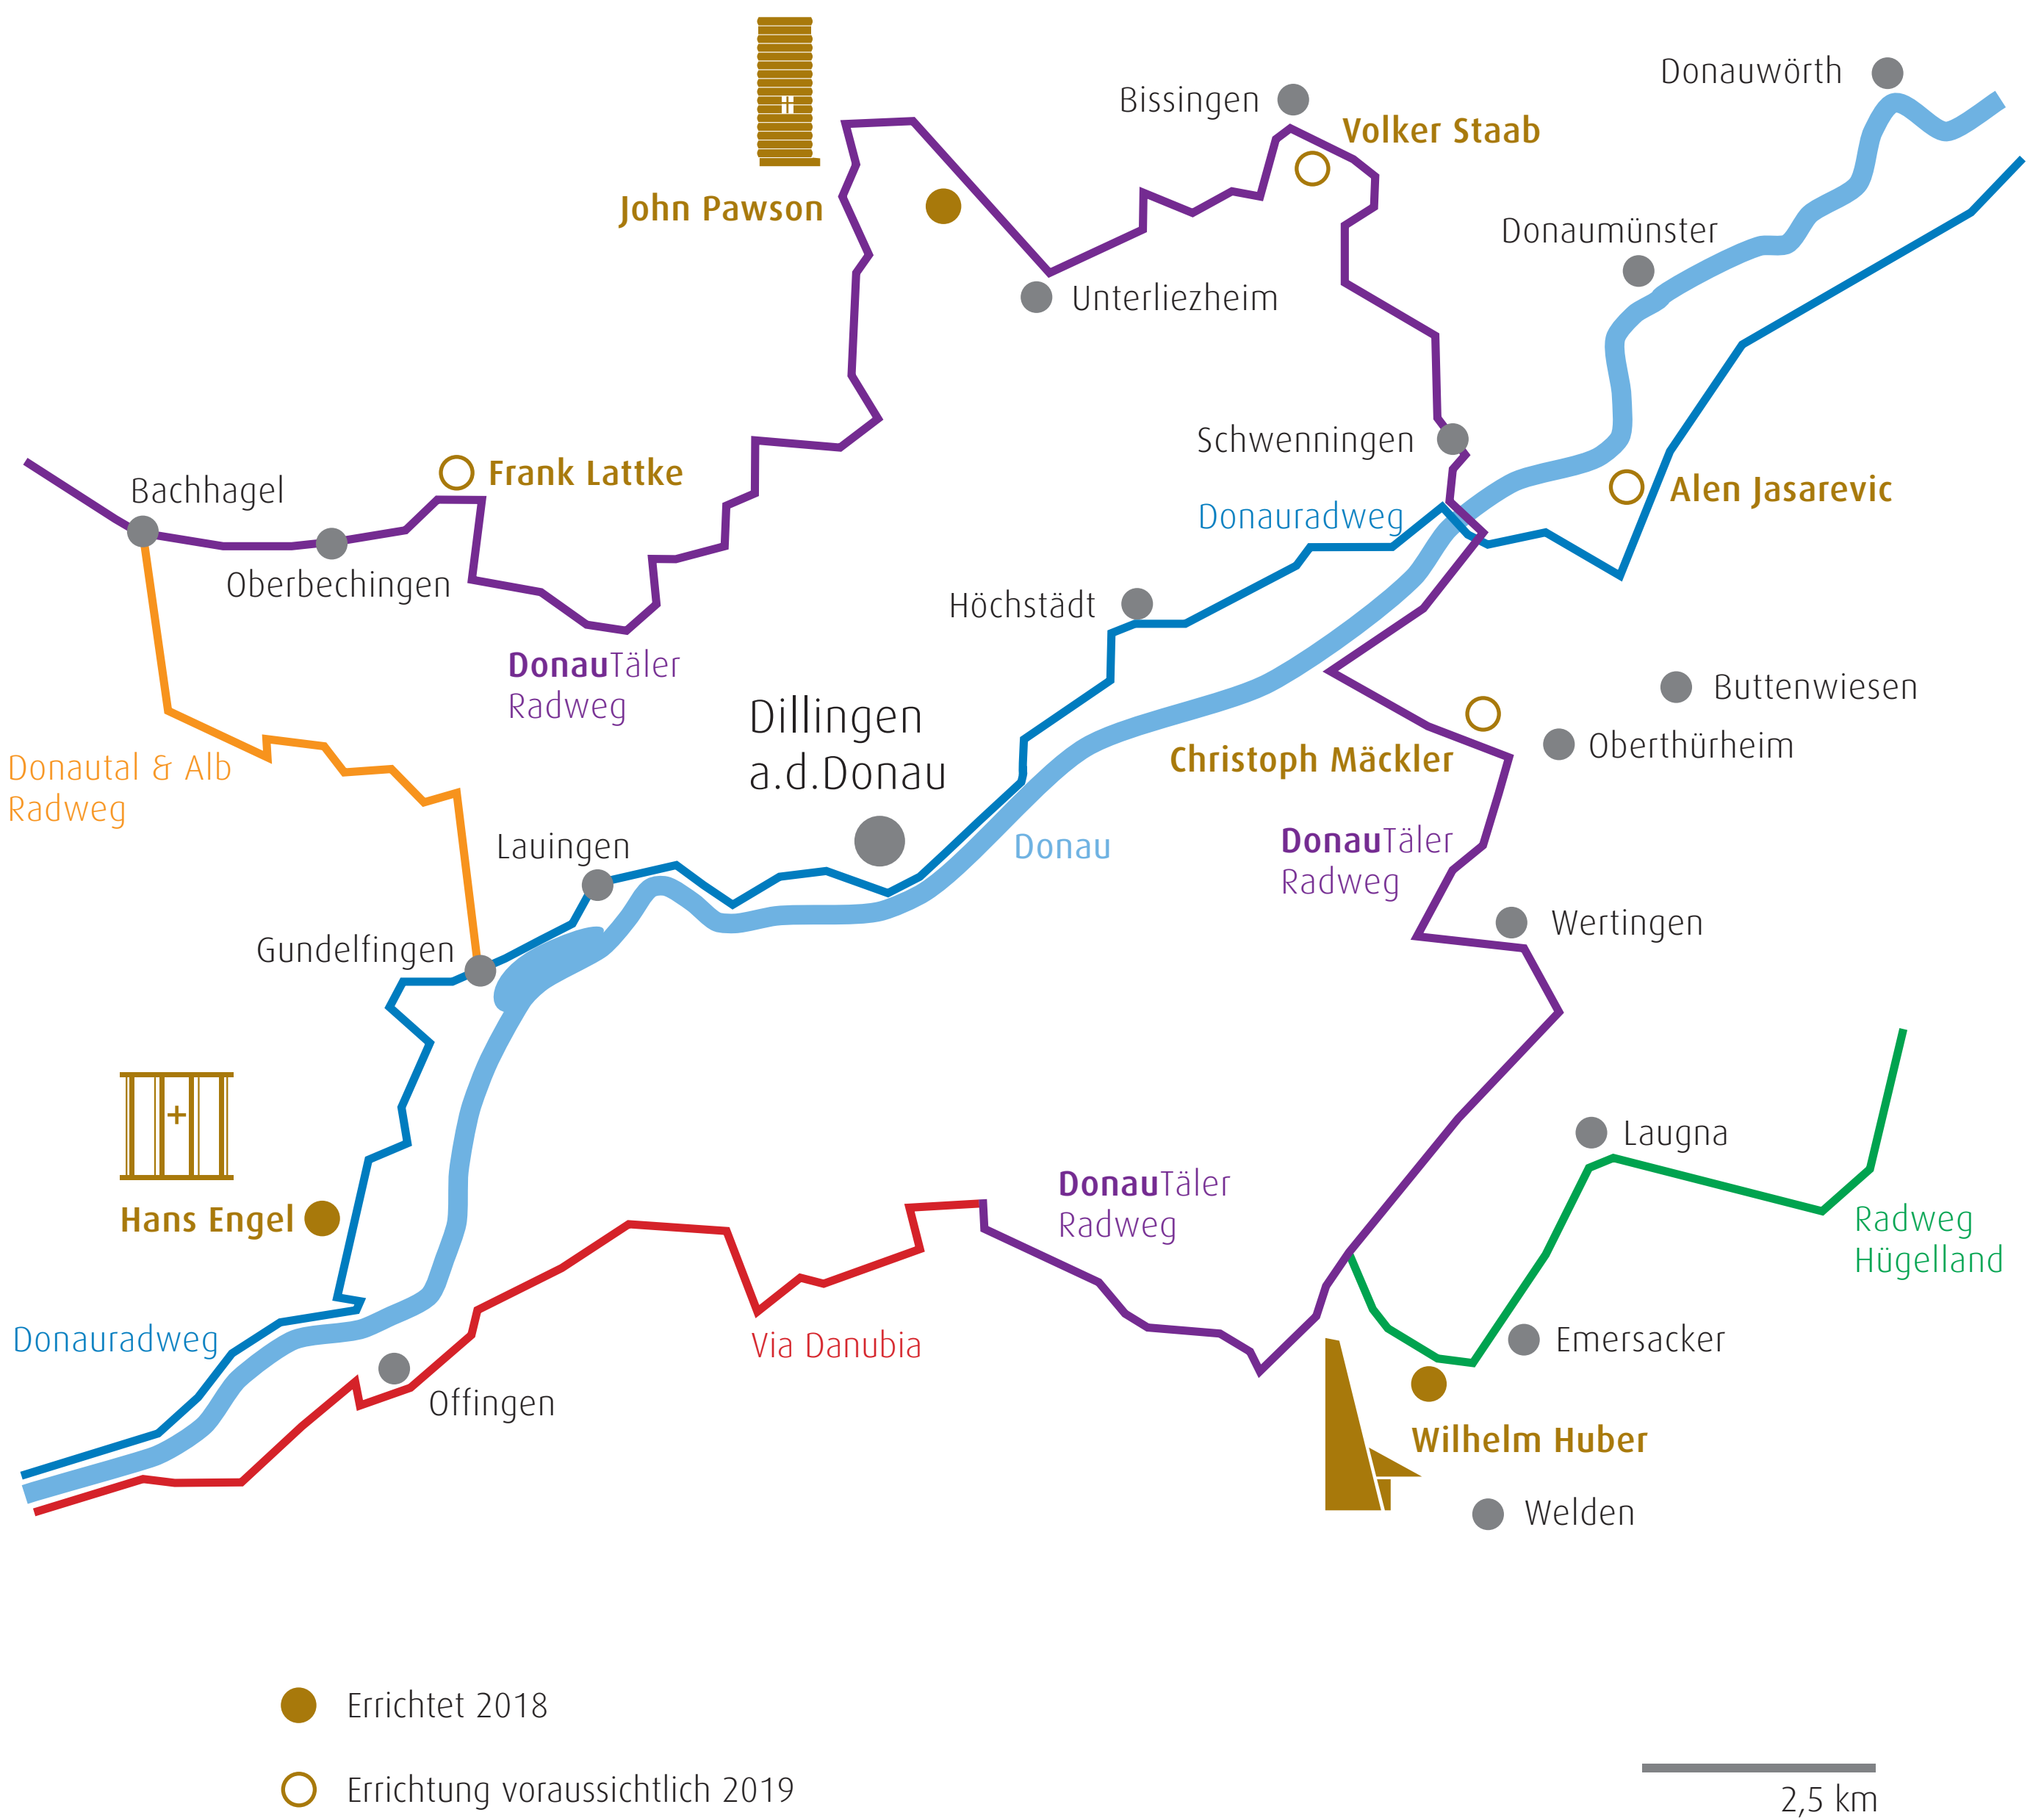 Donauwörth
Bissingen
Volker Staab
John Pawson
Donaumünster
Unterliezheim
Schwenningen
Frank Lattke
Bachhagel
Alen Jasarevic
Donauradweg
Oberbechingen
Höchstädt
DonauTäler
Radweg
Buttenwiesen
Dillingen
a.d.Donau
Oberthürheim
Christoph Mäckler
Donautal & Alb
Radweg
Lauingen
Donau
DonauTäler
Radweg
Wertingen
Gundelfingen
Laugna
DonauTäler
Radweg
Hans Engel
Radweg
Hügelland
Donauradweg
Via Danubia
Emersacker
Offingen
Wilhelm Huber
Welden
Errichtet 2018
Errichtung voraussichtlich 2019
2,5 km